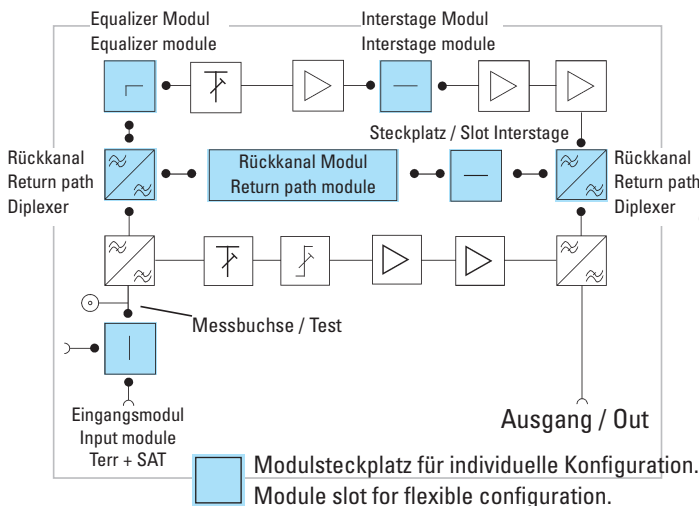 Equalizer Modul
Equalizer module
Interstage Modul
Interstage module
Steckplatz / Slot Interstage
Rückkanal
Return path
Diplexer
Rückkanal Modul
Return path module
Rückkanal
Return path
Diplexer
Messbuchse / Test
Eingangsmodul
Input module
Terr + SAT
Ausgang / Out
Modulsteckplatz für individuelle Konfiguration.
Module slot for flexible configuration.